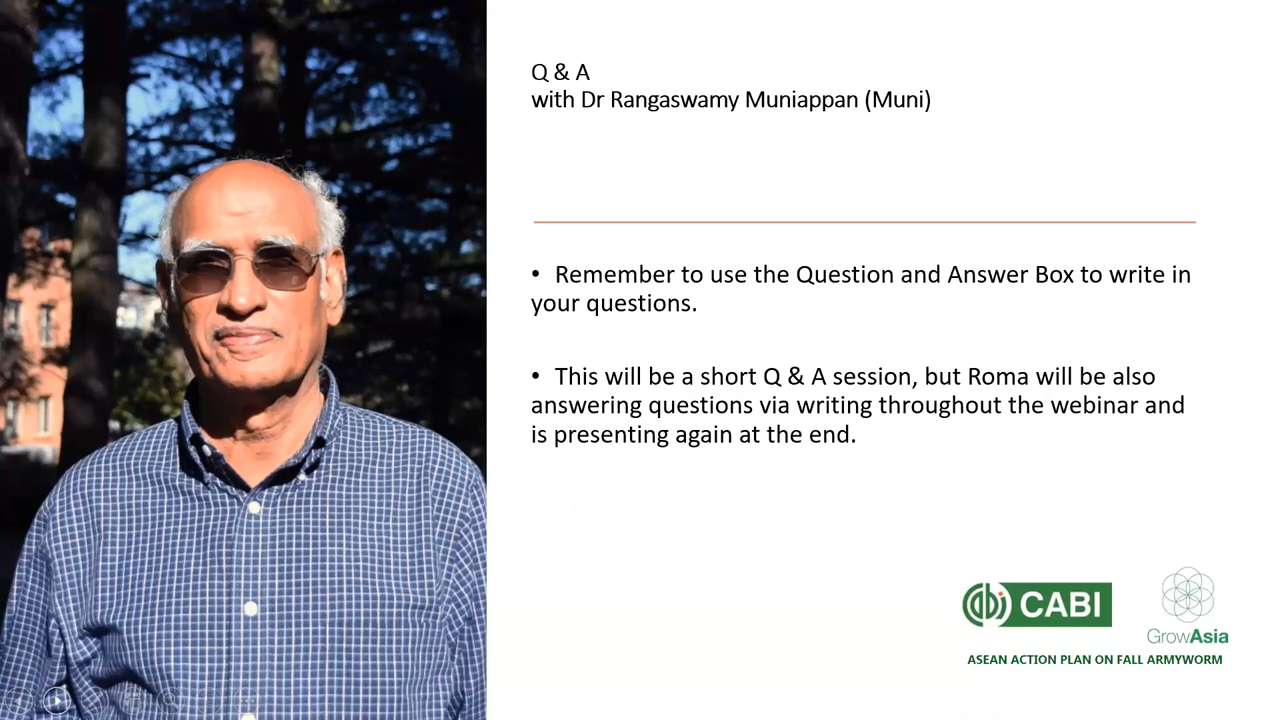 Q & A
with Dr Rangaswamy Muniappan (Muni)
• Remember to use the Question and Answer Box to write in
your questions.
• This will be a short Q & A session, but Roma will be also
answering questions via writing throughout the webinar and
is presenting again at the end.
CABI
GrowAsia
ASEAN ACTION PLAN ON FALL ARMYWORM